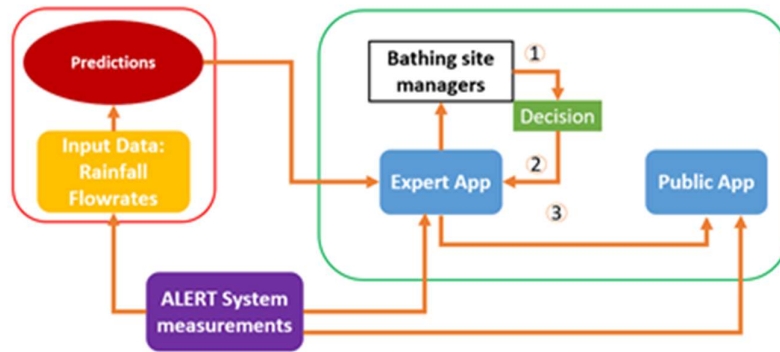 Predictions
Input Data:
Rainfall
Flowrates
ALERT System
measurements
Bathing site
managers
①
Decision
②
Expert App
③
Public App